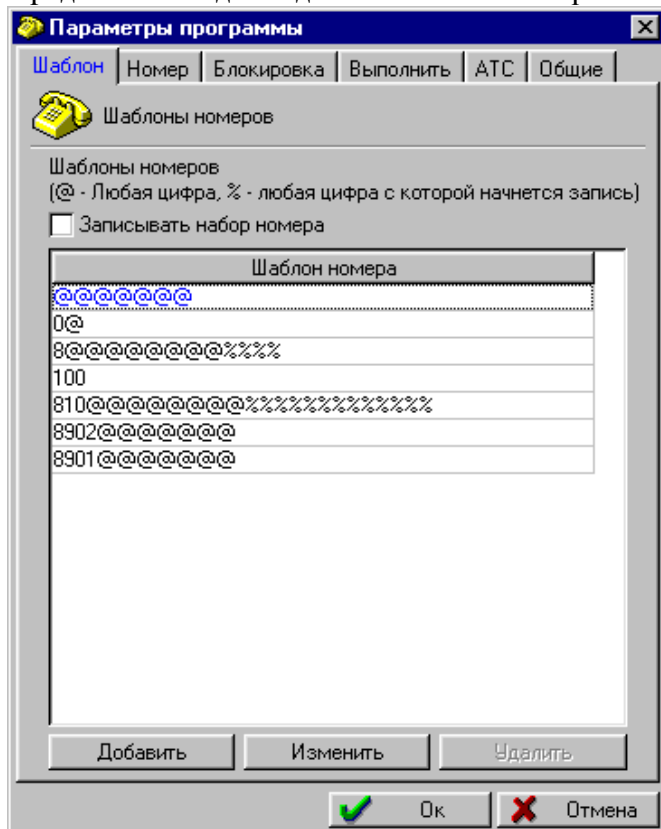 Параметры программы
Шаблон Номер Блокировка Выполнить АТС Общие
Шаблоны номеров
Шаблоны номеров
(@ - Любая цифра, % - любая цифра с которой начнется запись)
Записывать набор номера
Шаблон номера
@@@@@@@
0@
8@@@@@@@@%%%%
100
810@@@@@@@@%%%%%%%%%%%%
8902@@@@@@@
8901@@@@@@@
Добавить Изменить Удалить
Ок Отмена